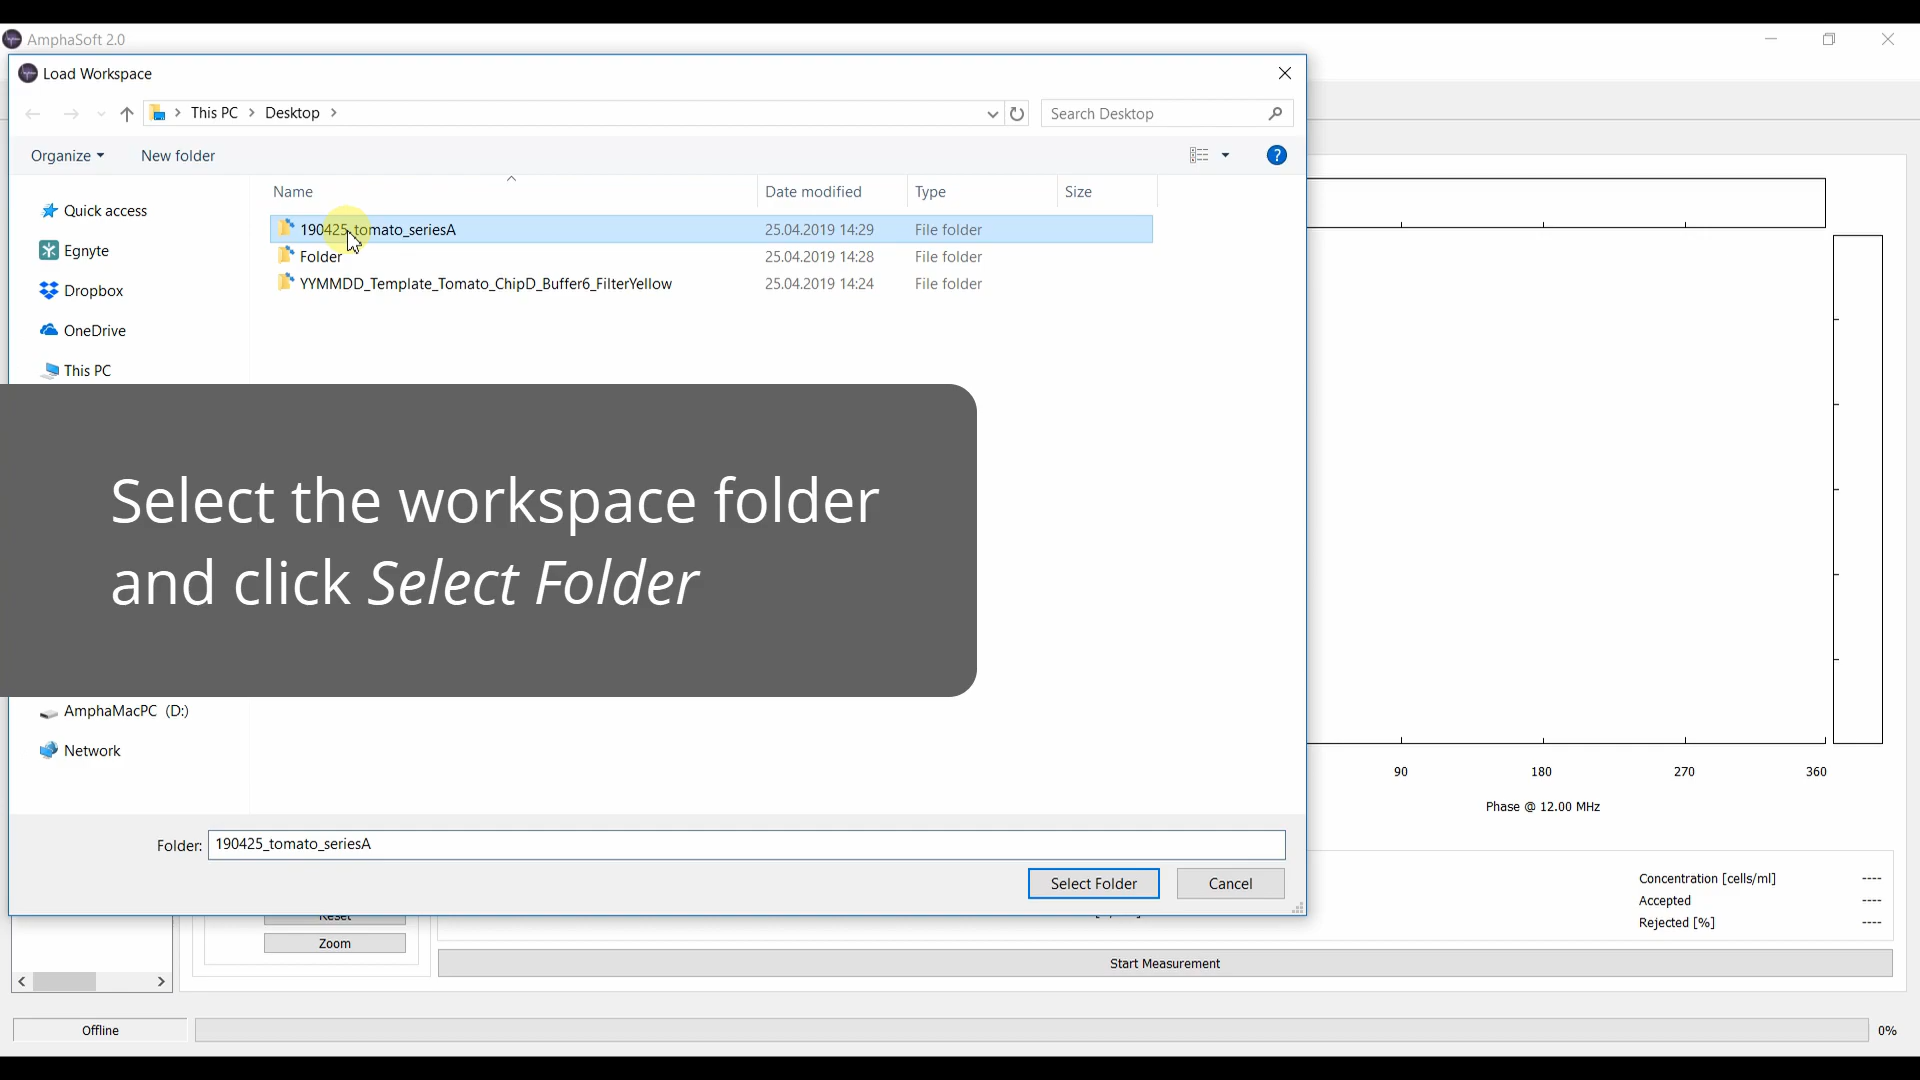 AmphaSoft 2.0
Load Workspace
This PC > Desktop >
Search Desktop
Organize
New folder
?
Name
Date modified
Type
Size
Quick access
Egnyte
Dropbox
OneDrive
This PC
190425_tomato_seriesA 25.04.2019 14:29 File folder
Folder 25.04.2019 14:28 File folder
YYMMDD_Template_Tomato_ChipD_Buffer6_FilterYellow 25.04.2019 14:24 File folder
Select the workspace folder
and click Select Folder
AmphaMacPC (D:)
Network
90 180 270 360
Phase @ 12.00 MHz
Folder: 190425_tomato_seriesA
Select Folder
Cancel
Concentration [cells/ml] ----
Accepted ----
Rejected [%] ----
Reset
Zoom
Start Measurement
Offline
0%